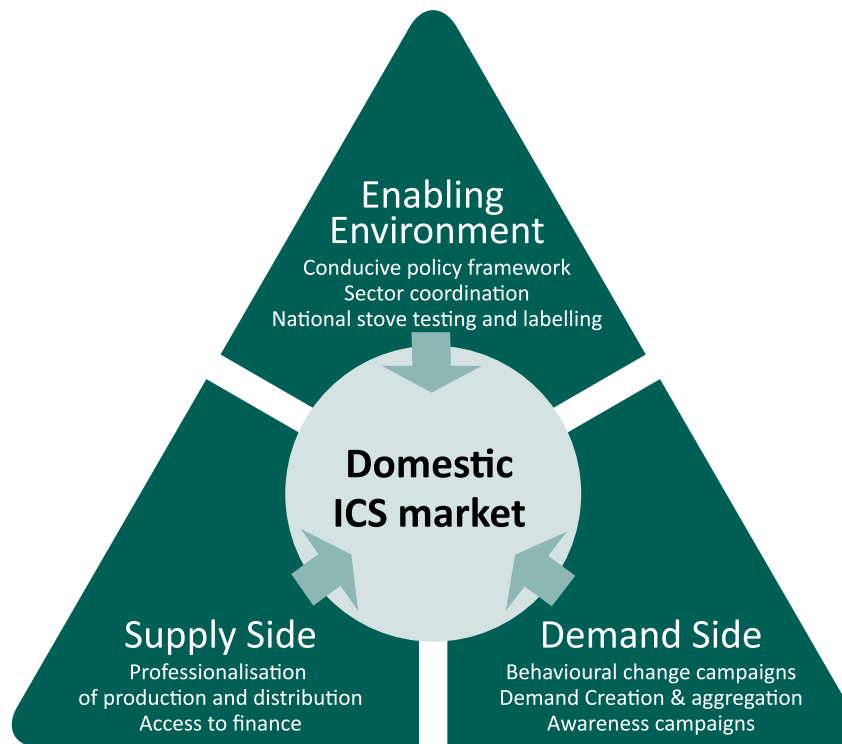 Enabling
Environment
Conducive policy framework
Sector coordination
National stove testing and labelling
Domestic
ICS market
Supply Side
Professionalisation
of production and distribution
Access to finance
Demand Side
Behavioural change campaigns
Demand Creation & aggregation
Awareness campaigns